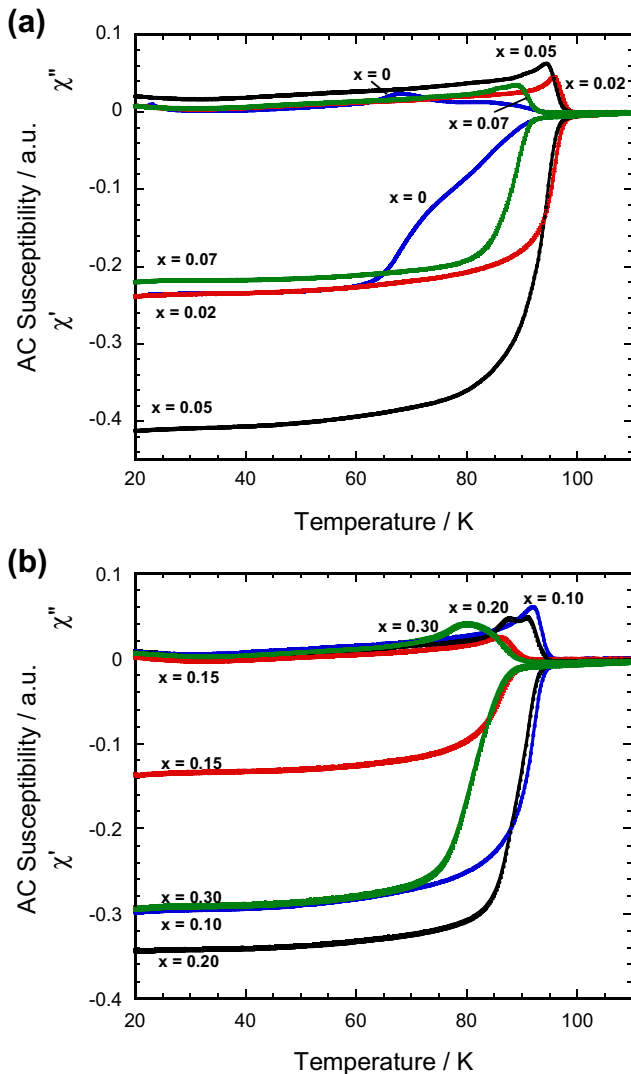 (a)
0.1
0
-0.1
-0.2
-0.3
-0.4
AC Susceptibility / a.u.
χ'
χ"
x = 0.05
x = 0
x = 0.02
x = 0.07
x = 0
x = 0.07
x = 0.02
x = 0.05
20 40 60 80 100
Temperature / K
(b)
0.1
0
-0.1
-0.2
-0.3
-0.4
AC Susceptibility / a.u.
χ'
χ"
x = 0.10
x = 0.20
x = 0.30
x = 0.15
x = 0.15
x = 0.30
x = 0.10
x = 0.20
20 40 60 80 100
Temperature / K